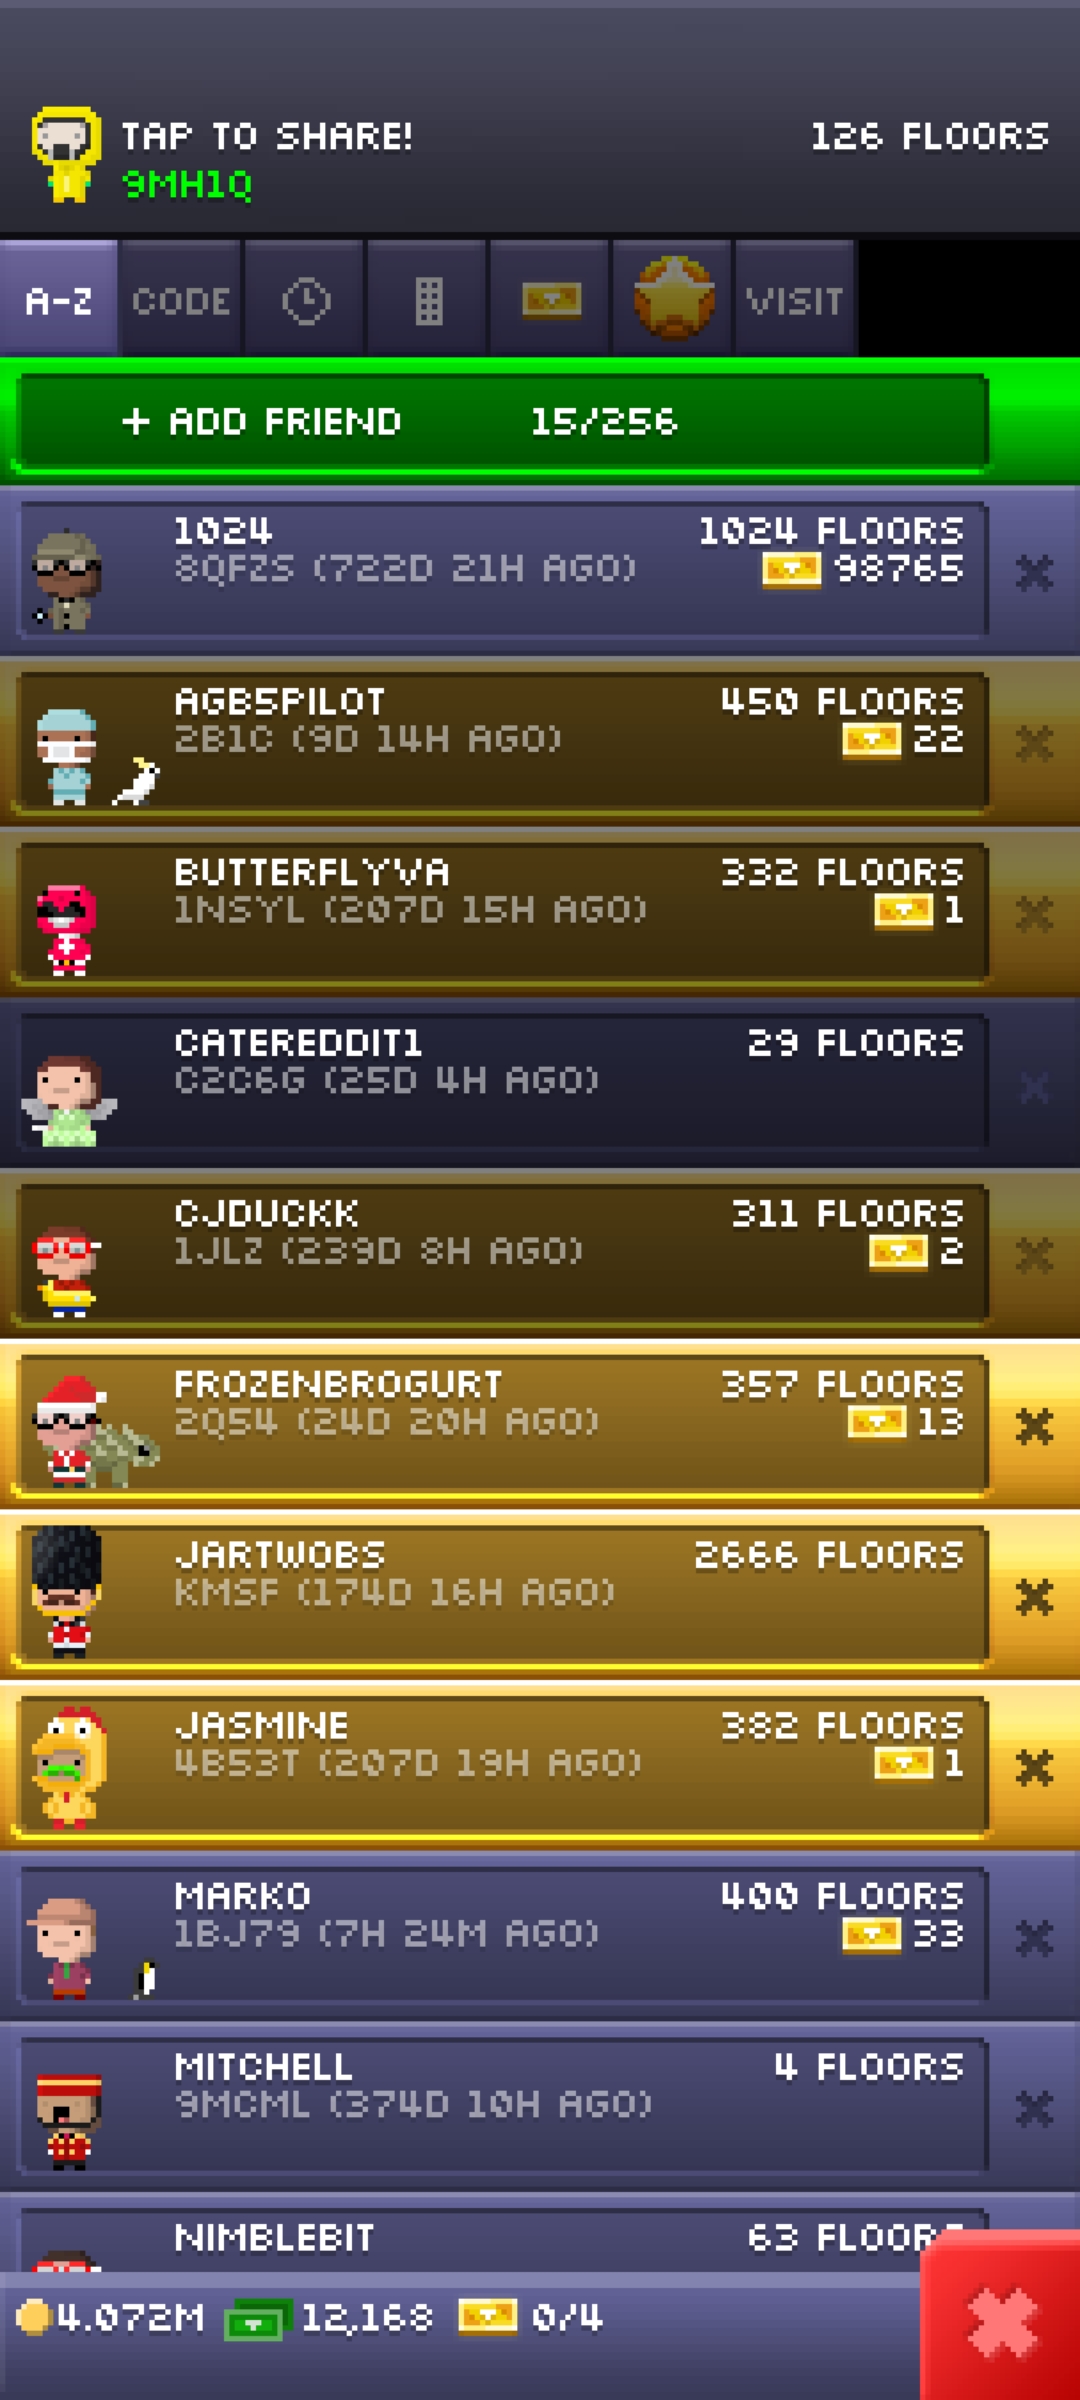 TAP TO SHARE! 126 FLOORS
9MH1Q
A-Z CODE VISIT
+ ADD FRIEND 15/256
1024 1024 FLOORS
8QFZS (722D 21H AGO) 98765
AGB5PILOT 450 FLOORS
2B1C (9D 14H AGO) 22
BUTTERFLYVA 332 FLOORS
1NSYL (207D 15H AGO) 1
CATEREDDIT1 29 FLOORS
C2C6G (25D 4H AGO)
CJDUCKK 311 FLOORS
1JLZ (239D 8H AGO) 2
FROZENBROGURT 357 FLOORS
2Q54 (24D 20H AGO) 13
JARTWOBS 2666 FLOORS
KMSF (174D 16H AGO)
JASMINE 382 FLOORS
4B53T (207D 19H AGO) 1
MARKO 400 FLOORS
1BJ79 (7H 24M AGO) 33
MITCHELL 4 FLOORS
9MCML (374D 10H AGO)
NIMBLEBIT 63 FLOORS
4.072M 12,168 0/4